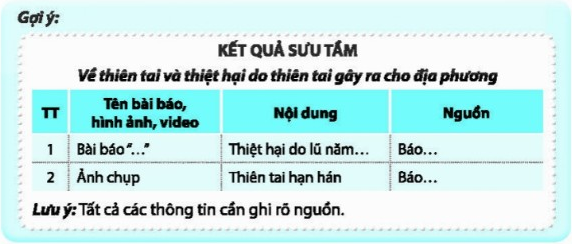 Gợi ý:
KẾT QUẢ SƯU TẦM
Về thiên tai và thiệt hại do thiên tai gây ra cho địa phương
TT Tên bài báo, hình ảnh, video Nội dung Nguồn
1 Bài báo “...” Thiệt hại do lũ năm... Báo...
2 Ảnh chụp Thiên tai hạn hán Báo...
Lưu ý: Tất cả các thông tin cần ghi rõ nguồn.